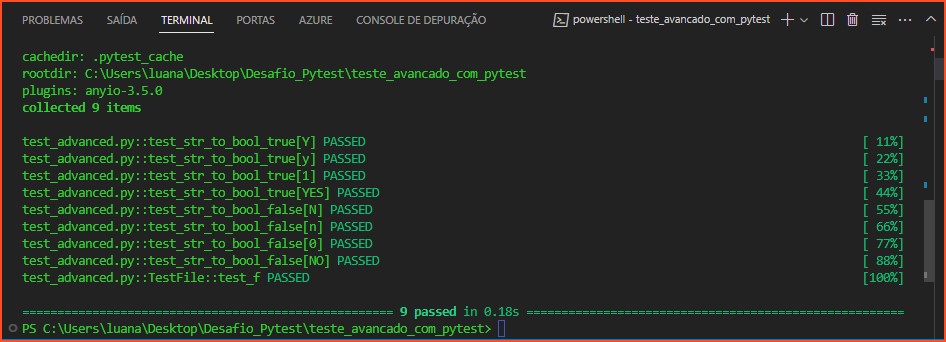 PROBLEMAS SAÍDA TERMINAL PORTAS AZURE CONSOLE DE DEPURAÇÃO powershell - teste_avancado_com_pytest
cachedir: .pytest_cache
rootdir: C:\Users\luana\Desktop\Desafio_Pytest\teste_avancado_com_pytest
plugins: anyio-3.5.0
collected 9 items
test_advanced.py::test_str_to_bool_true[Y] PASSED [ 11%]
test_advanced.py::test_str_to_bool_true[y] PASSED [ 22%]
test_advanced.py::test_str_to_bool_true[1] PASSED [ 33%]
test_advanced.py::test_str_to_bool_true[YES] PASSED [ 44%]
test_advanced.py::test_str_to_bool_false[N] PASSED [ 55%]
test_advanced.py::test_str_to_bool_false[n] PASSED [ 66%]
test_advanced.py::test_str_to_bool_false[0] PASSED [ 77%]
test_advanced.py::test_str_to_bool_false[NO] PASSED [ 88%]
test_advanced.py::TestFile::test_f PASSED [100%]
===================================================== 9 passed in 0.18s ======================================================
PS C:\Users\luana\Desktop\Desafio_Pytest\teste_avancado_com_pytest>